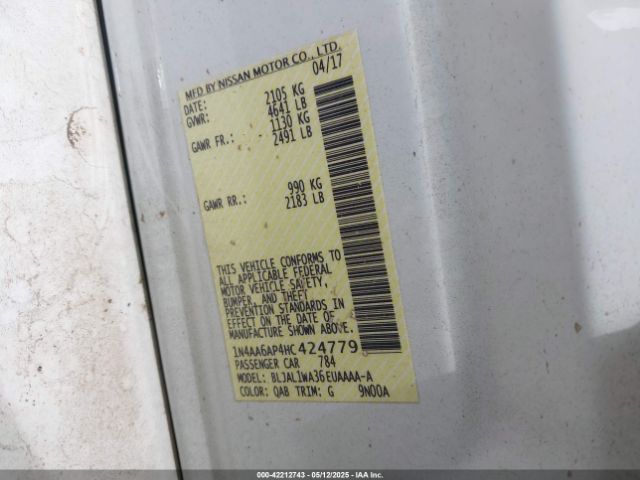 MFD BY NISSAN MOTOR CO., LTD.
DATE: 04/17
GVWR: 2105 KG
4641 LB
GAWR FR.: 1130 KG
2491 LB
GAWR RR.: 990 KG
2183 LB
THIS VEHICLE CONFORMS TO
ALL APPLICABLE FEDERAL
MOTOR VEHICLE SAFETY,
BUMPER, AND THEFT
PREVENTION STANDARDS IN
EFFECT ON THE DATE OF
MANUFACTURE SHOWN ABOVE.
1N4AA6AP4HC424779
PASSENGER CAR 784
MODEL: BLJAL1WA36EUAAAA-A
COLOR: QAB TRIM: G 9N00A
000-42212743 - 05/12/2025 - IAA Inc.